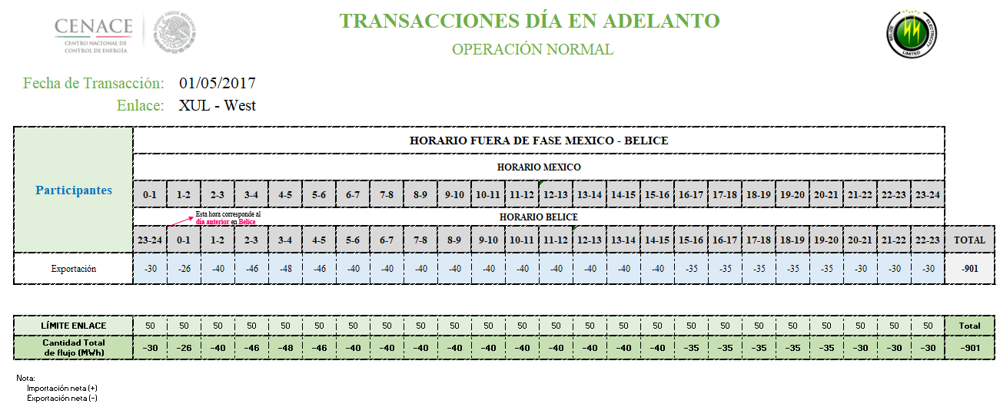 CENACE
CENTRO NACIONAL DE
CONTROL DE ENERGÍA
ESTADOS UNIDOS MEXICANOS
TRANSACCIONES DÍA EN ADELANTO
OPERACIÓN NORMAL
BELIZE ELECTRICITY LIMITED
Fecha de Transacción: 01/05/2017
Enlace: XUL - West
Participantes
HORARIO FUERA DE FASE MEXICO - BELICE
HORARIO MEXICO
0-1 1-2 2-3 3-4 4-5 5-6 6-7 7-8 8-9 9-10 10-11 11-12 12-13 13-14 14-15 15-16 16-17 17-18 18-19 19-20 20-21 21-22 22-23 23-24
Esta hora corresponde al
día anterior en Belice
HORARIO BELICE
23-24 0-1 1-2 2-3 3-4 4-5 5-6 6-7 7-8 8-9 9-10 10-11 11-12 12-13 13-14 14-15 15-16 16-17 17-18 18-19 19-20 20-21 21-22 22-23 TOTAL
Exportación -30 -26 -40 -46 -48 -46 -40 -40 -40 -40 -40 -40 -40 -40 -40 -40 -35 -35 -35 -35 -35 -30 -30 -30 -901
LÍMITE ENLACE 50 50 50 50 50 50 50 50 50 50 50 50 50 50 50 50 50 50 50 50 50 50 50 50 Total
Cantidad Total
de flujo (MWh) -30 -26 -40 -46 -48 -46 -40 -40 -40 -40 -40 -40 -40 -40 -40 -40 -35 -35 -35 -35 -35 -30 -30 -30 -901
Nota:
Importación neta (+)
Exportación neta (-)